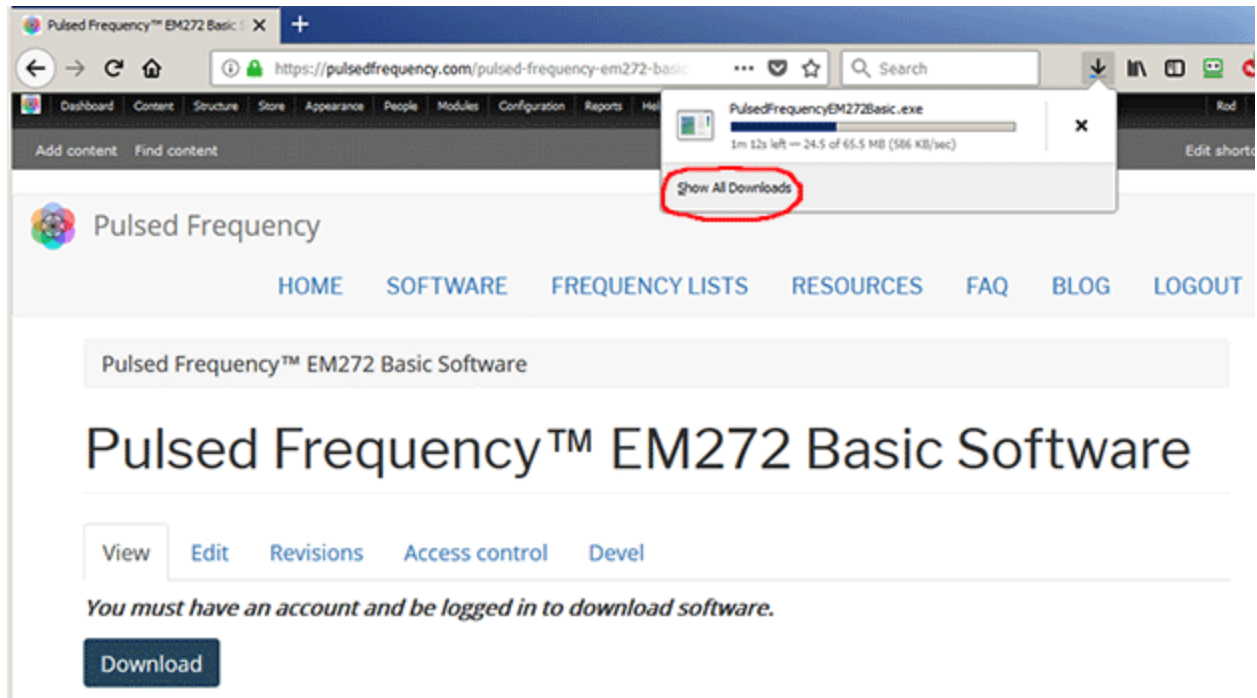 Pulsed Frequency™ EM272 Basic S
https://pulsedfrequency.com/pulsed-frequency-em272-basic
Search
Dashboard Content Structure Store Appearance People Modules Configuration Reports Hel
Rod
PulsedFrequencyEM272Basic.exe
1m 12s left — 24.5 of 65.5 MB (586 KB/sec)
Add content Find content
Edit shortc
Show All Downloads
Pulsed Frequency
HOME SOFTWARE FREQUENCY LISTS RESOURCES FAQ BLOG LOGOUT
Pulsed Frequency™ EM272 Basic Software
Pulsed Frequency™ EM272 Basic Software
View Edit Revisions Access control Devel
You must have an account and be logged in to download software.
Download